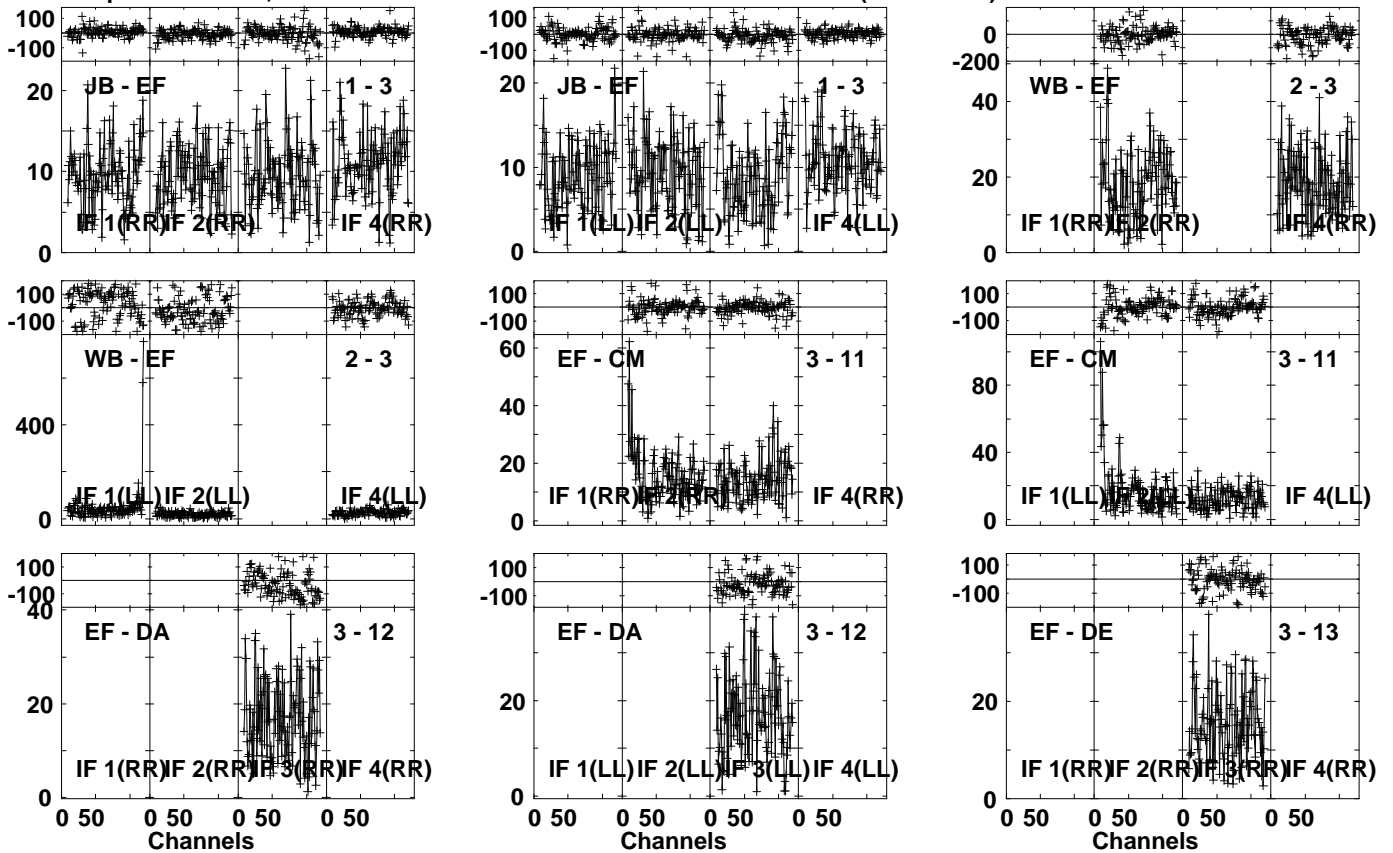 100
-100
JB - EF 1 - 3
20
10
0
IF 1(RR) IF 2(RR) IF 4(RR)
100
-100
JB - EF 1 - 3
20
10
0
IF 1(LL) IF 2(LL) IF 4(LL)
0
-200
WB - EF 2 - 3
40
20
0
IF 1(RR) IF 2(RR) IF 4(RR)
100
-100
WB - EF 2 - 3
400
0
IF 1(LL) IF 2(LL) IF 4(LL)
100
-100
EF - CM 3 - 11
60
40
20
0
IF 1(RR) IF 2(RR) IF 4(RR)
100
-100
EF - CM 3 - 11
80
40
0
IF 1(LL) IF 2(LL) IF 4(LL)
100
-100
EF - DA 3 - 12
40
20
0
IF 1(RR) IF 2(RR) IF 3(RR) IF 4(RR)
0 50 0 50 0 50 0 50
Channels
100
-100
EF - DA 3 - 12
20
0
IF 1(LL) IF 2(LL) IF 3(LL) IF 4(LL)
0 50 0 50 0 50 0 50
Channels
100
-100
EF - DE 3 - 13
20
0
IF 1(RR) IF 2(RR) IF 3(RR) IF 4(RR)
0 50 0 50 0 50 0 50
Channels